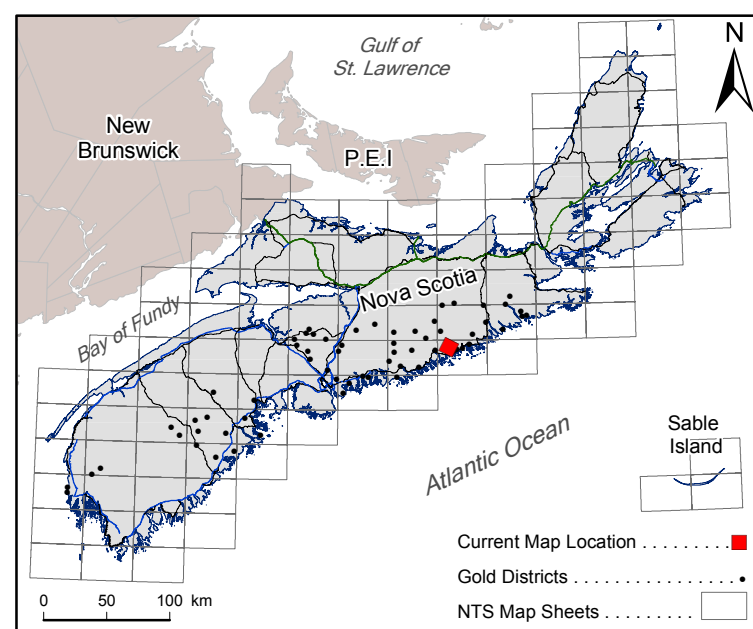 Gulf of
St. Lawrence
N
New
Brunswick
P.E.I
Nova Scotia
Bay of Fundy
Atlantic Ocean
Sable
Island
Current Map Location . . . . . . . . .
Gold Districts . . . . . . . . . . . . . . . .
NTS Map Sheets . . . . . . . . .
0 50 100 km